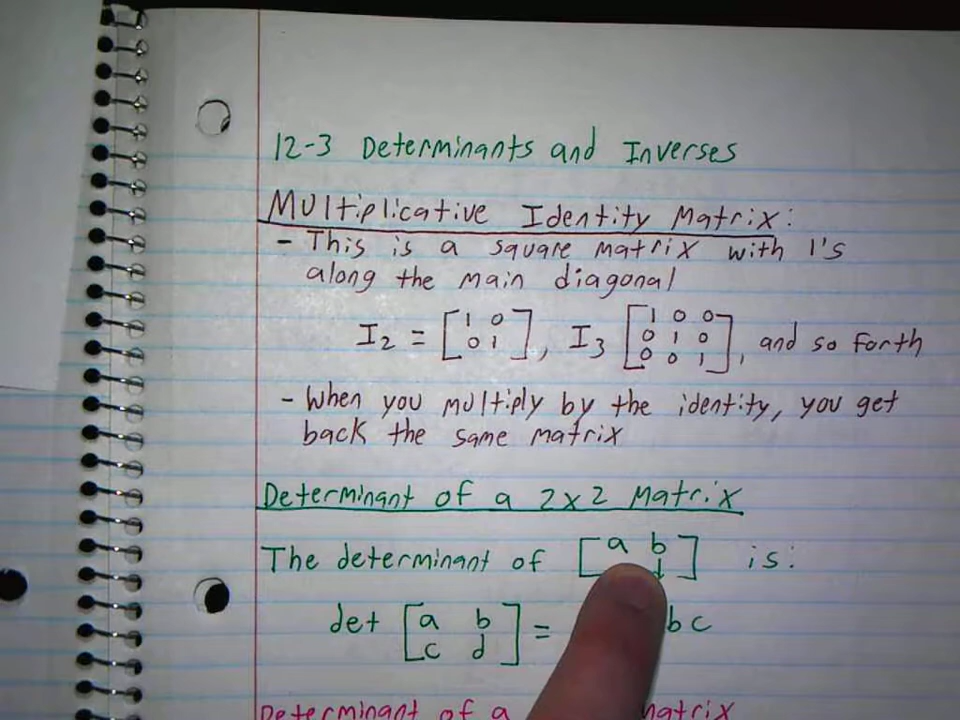 12-3 Determinants and Inverses
Multiplicative Identity Matrix:
- This is a square matrix with 1's
along the main diagonal
I2 = [1 0
0 1], I3 [1 0 0
0 1 0
0 0 1], and so forth
- When you multiply by the identity, you get
back the same matrix
Determinant of a 2x2 Matrix
The determinant of [a b] is:
det [a b
c d] = bc
Determinant of a Matrix